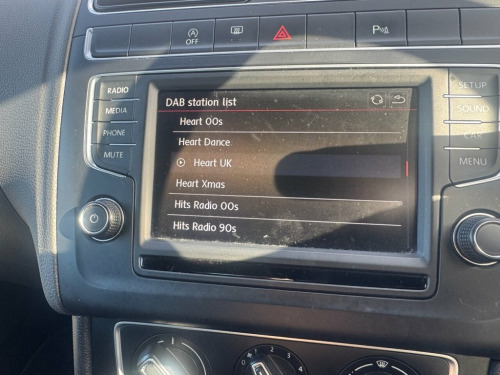 OFF
P
RADIO
MEDIA
PHONE
MUTE
SETUP
SOUND
CAR
MENU
DAB station list
Heart 00s
Heart Dance
Heart UK
Heart Xmas
Hits Radio 00s
Hits Radio 90s